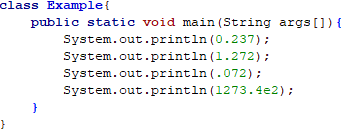 class Example{
    public static void main(String args[]){
        System.out.println(0.237);
        System.out.println(1.272);
        System.out.println(.072);
        System.out.println(1273.4e2);
    }
}